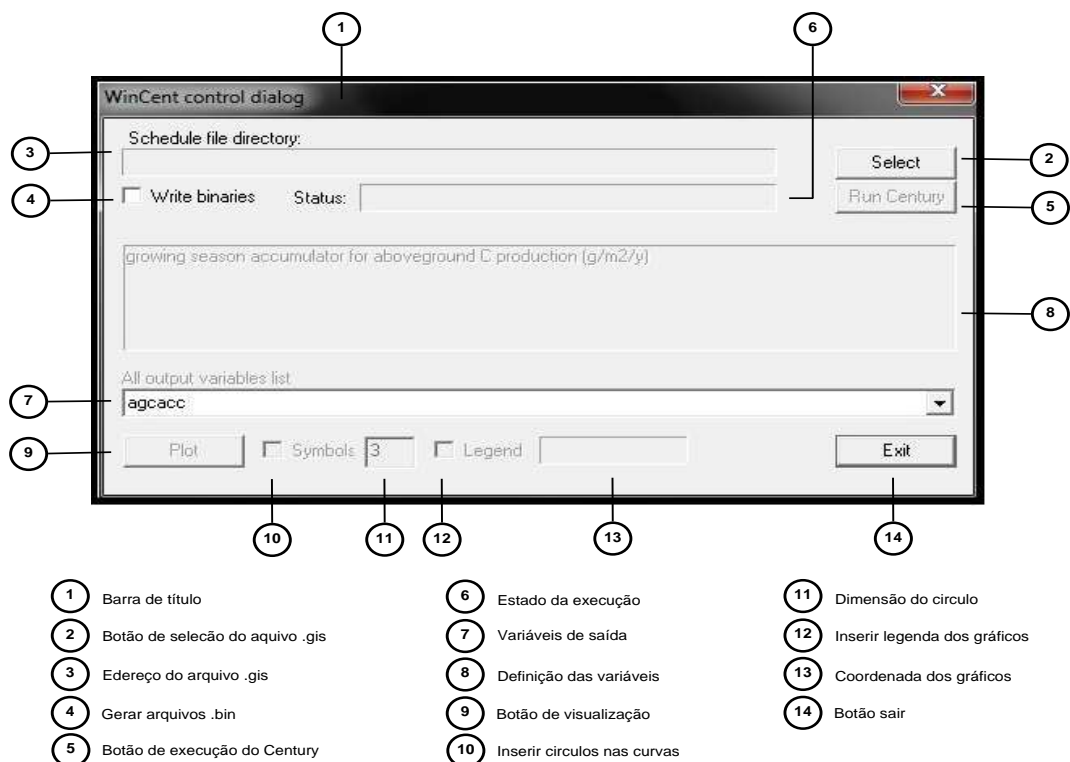 1
6
WinCent control dialog
3
Schedule file directory:
Select
2
4
Write binaries Status:
Run Century
5
growing season accumulator for aboveground C production (g/m2/y)
8
All output variables list
7
agcacc
9
Plot Symbols 3 Legend
Exit
10
11
12
13
14
1 Barra de título
2 Botão de selecão do aquivo .gis
3 Edereço do arquivo .gis
4 Gerar arquivos .bin
5 Botão de execução do Century
6 Estado da execução
7 Variáveis de saída
8 Definição das variáveis
9 Botão de visualização
10 Inserir circulos nas curvas
11 Dimensão do circulo
12 Inserir legenda dos gráficos
13 Coordenada dos gráficos
14 Botão sair